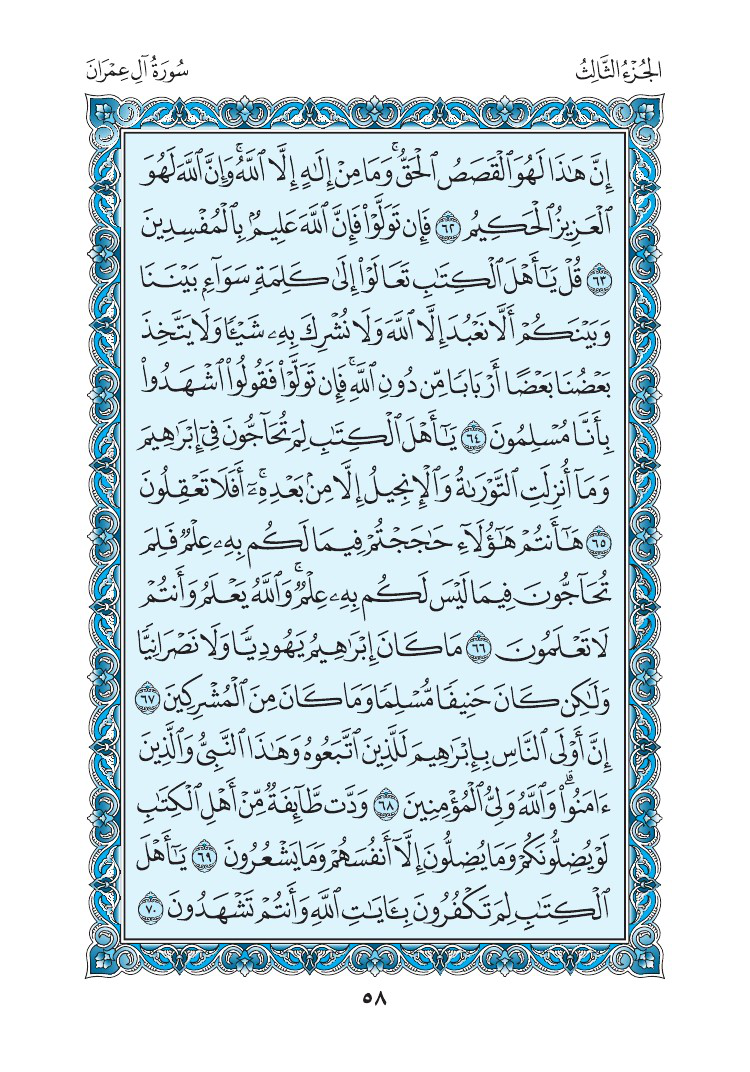 الجُزْءُ الثَّالِثُ
سُورَةُ آلِ عِمْرَانَ
إِنَّ هَٰذَا لَهُوَ ٱلْقَصَصُ ٱلْحَقُّۚ وَمَا مِنْ إِلَٰهٍ إِلَّا ٱللَّهُۚ وَإِنَّ ٱللَّهَ لَهُوَ
ٱلْعَزِيزُ ٱلْحَكِيمُ ٦٢ فَإِن تَوَلَّوْا۟ فَإِنَّ ٱللَّهَ عَلِيمٌۢ بِٱلْمُفْسِدِينَ
٦٣ قُلْ يَٰٓأَهْلَ ٱلْكِتَٰبِ تَعَالَوْا۟ إِلَىٰ كَلِمَةٍ سَوَآءٍۭ بَيْنَنَا
وَبَيْنَكُمْ أَلَّا نَعْبُدَ إِلَّا ٱللَّهَ وَلَا نُشْرِكَ بِهِۦ شَيْـًٔا وَلَا يَتَّخِذَ
بَعْضُنَا بَعْضًا أَرْبَابًا مِّن دُونِ ٱللَّهِۚ فَإِن تَوَلَّوْا۟ فَقُولُوا۟ ٱشْهَدُوا۟
بِأَنَّا مُسْلِمُونَ ٦٤ يَٰٓأَهْلَ ٱلْكِتَٰبِ لِمَ تُحَآجُّونَ فِىٓ إِبْرَٰهِيمَ
وَمَآ أُنزِلَتِ ٱلتَّوْرَىٰةُ وَٱلْإِنجِيلُ إِلَّا مِنۢ بَعْدِهِۦٓۚ أَفَلَا تَعْقِلُونَ
٦٥ هَٰٓأَنتُمْ هَٰٓؤُلَآءِ حَٰجَجْتُمْ فِيمَا لَكُم بِهِۦ عِلْمٌ فَلِمَ
تُحَآجُّونَ فِيمَا لَيْسَ لَكُم بِهِۦ عِلْمٌۚ وَٱللَّهُ يَعْلَمُ وَأَنتُمْ
لَا تَعْلَمُونَ ٦٦ مَا كَانَ إِبْرَٰهِيمُ يَهُودِيًّا وَلَا نَصْرَانِيًّا
وَلَٰكِن كَانَ حَنِيفًا مُّسْلِمًا وَمَا كَانَ مِنَ ٱلْمُشْرِكِينَ ٦٧
إِنَّ أَوْلَى ٱلنَّاسِ بِإِبْرَٰهِيمَ لَلَّذِينَ ٱتَّبَعُوهُ وَهَٰذَا ٱلنَّبِىُّ وَٱلَّذِينَ
ءَامَنُوا۟ۗ وَٱللَّهُ وَلِىُّ ٱلْمُؤْمِنِينَ ٦٨ وَدَّت طَّآئِفَةٌ مِّنْ أَهْلِ ٱلْكِتَٰبِ
لَوْ يُضِلُّونَكُمْ وَمَا يُضِلُّونَ إِلَّآ أَنفُسَهُمْ وَمَا يَشْعُرُونَ ٦٩ يَٰٓأَهْلَ
ٱلْكِتَٰبِ لِمَ تَكْفُرُونَ بِـَٔايَٰتِ ٱللَّهِ وَأَنتُمْ تَشْهَدُونَ ٧٠
٥٨